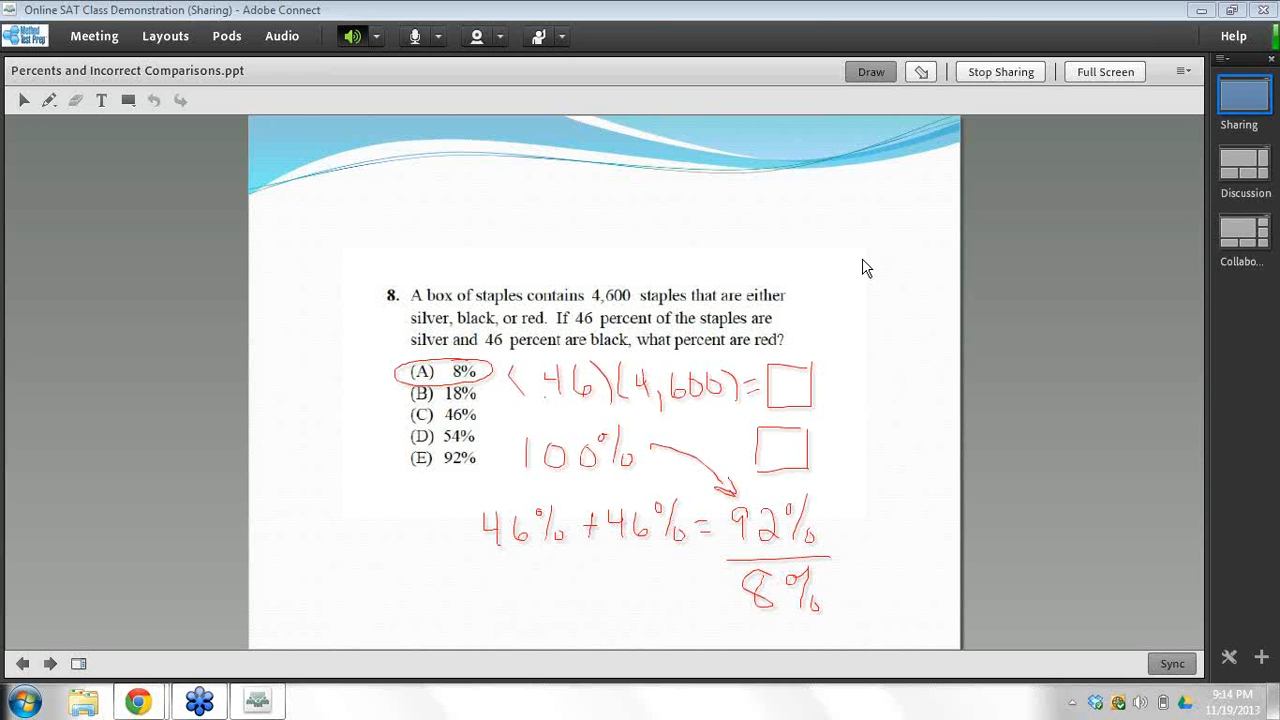 Online SAT Class Demonstration (Sharing) - Adobe Connect
Method Test Prep
Meeting Layouts Pods Audio Help
Percents and Incorrect Comparisons.ppt
Draw Stop Sharing Full Screen
T
Sharing
Discussion
Collabo...
8. A box of staples contains 4,600 staples that are either
silver, black, or red. If 46 percent of the staples are
silver and 46 percent are black, what percent are red?
(A) 8%
(B) 18%
(C) 46%
(D) 54%
(E) 92%
(.46)(4,600)=
100%
46% + 46% = 92%
8%
Sync
9:14 PM
11/19/2013